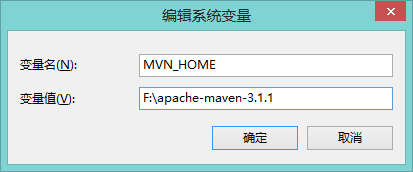 编辑系统变量
变量名(N): MVN_HOME
变量值(V): F:\apache-maven-3.1.1
确定 取消